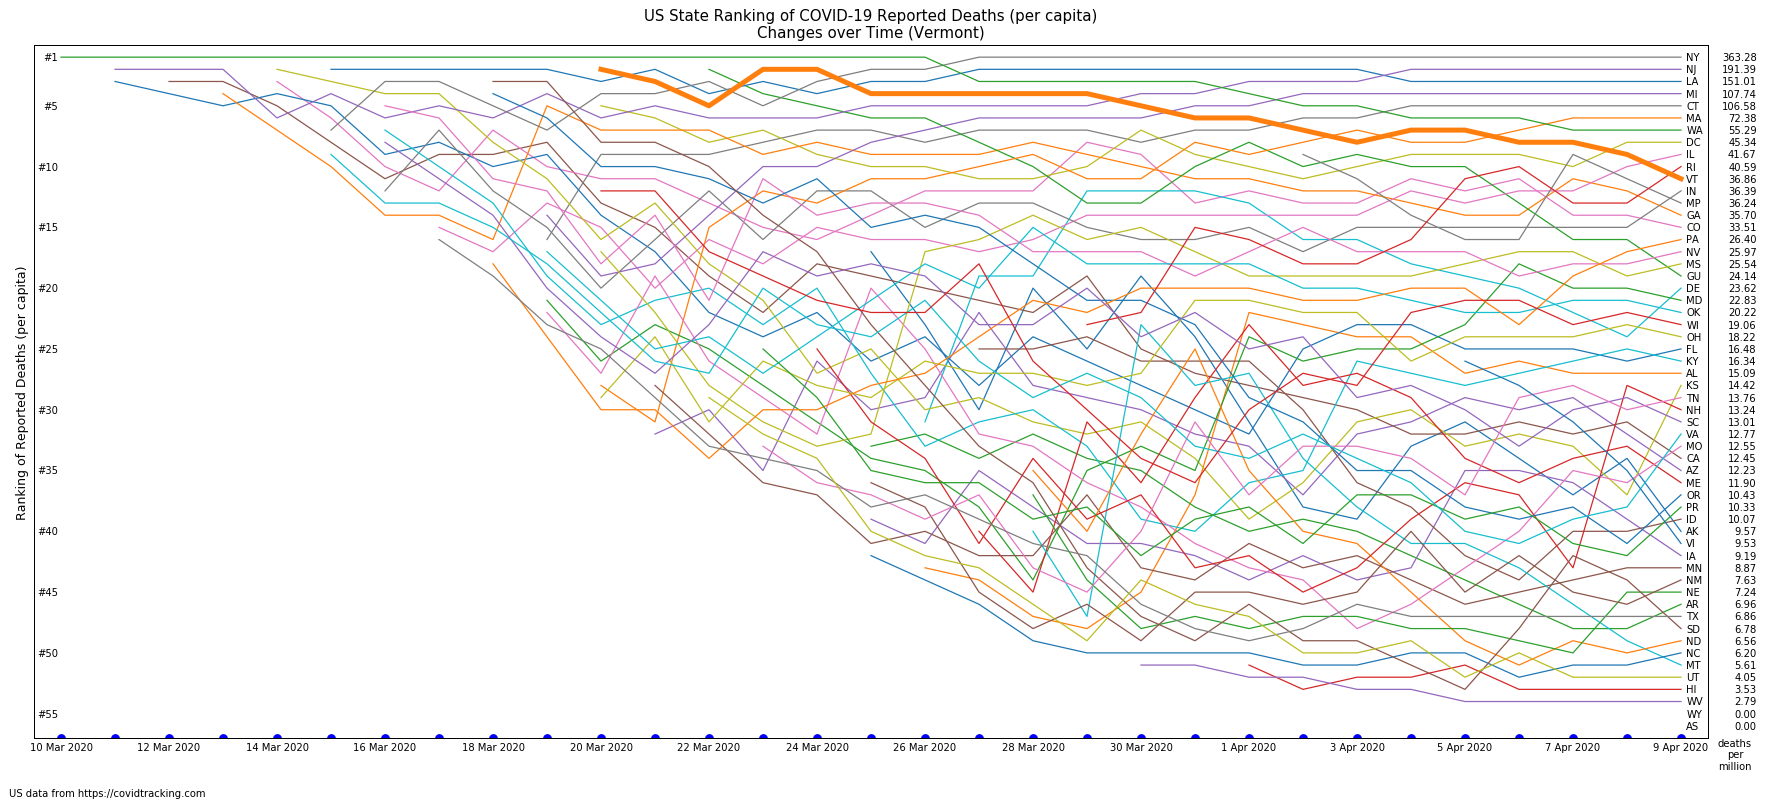 US State Ranking of COVID-19 Reported Deaths (per capita)
Changes over Time (Vermont)
Ranking of Reported Deaths (per capita)
#1
#5
#10
#15
#20
#25
#30
#35
#40
#45
#50
#55
NY 363.28
NJ 191.39
LA 151.01
MI 107.74
CT 106.58
MA 72.38
WA 55.29
DC 45.34
IL 41.67
RI 40.59
VT 36.86
IN 36.39
MP 36.24
GA 35.70
CO 33.51
PA 26.40
NV 25.97
MS 25.54
GU 24.14
DE 23.62
MD 22.83
OK 20.22
WI 19.06
OH 18.22
FL 16.48
KY 16.34
AL 15.09
KS 14.42
TN 13.76
NH 13.24
SC 13.01
VA 12.77
MO 12.55
CA 12.45
AZ 12.23
ME 11.90
OR 10.43
PR 10.33
ID 10.07
AK 9.57
VI 9.53
IA 9.19
MN 8.87
NM 7.63
NE 7.24
AR 6.96
TX 6.86
SD 6.78
ND 6.56
NC 6.20
MT 5.61
UT 4.05
HI 3.53
WV 2.79
WY 0.00
AS 0.00
10 Mar 2020 12 Mar 2020 14 Mar 2020 16 Mar 2020 18 Mar 2020 20 Mar 2020 22 Mar 2020 24 Mar 2020 26 Mar 2020 28 Mar 2020 30 Mar 2020 1 Apr 2020 3 Apr 2020 5 Apr 2020 7 Apr 2020 9 Apr 2020
deaths
per
million
US data from https://covidtracking.com